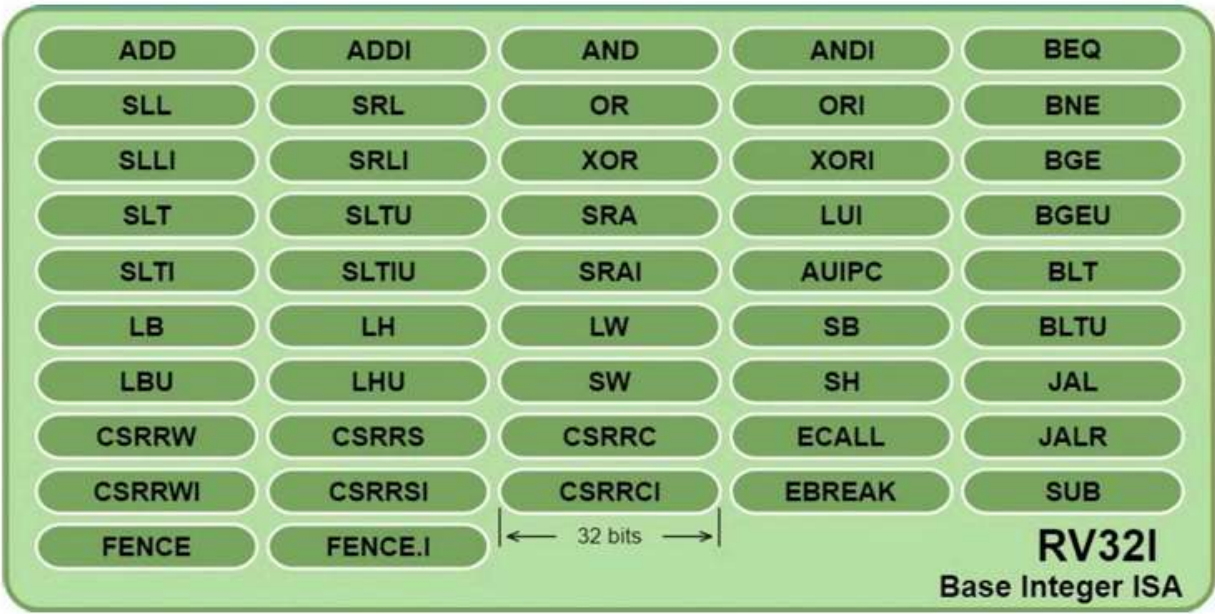 ADD ADDI AND ANDI BEQ
SLL SRL OR ORI BNE
SLLI SRLI XOR XORI BGE
SLT SLTU SRA LUI BGEU
SLTI SLTIU SRAI AUIPC BLT
LB LH LW SB BLTU
LBU LHU SW SH JAL
CSRRW CSRRS CSRRC ECALL JALR
CSRRWI CSRRSI CSRRCI EBREAK SUB
FENCE FENCE.I 32 bits RV32I
Base Integer ISA